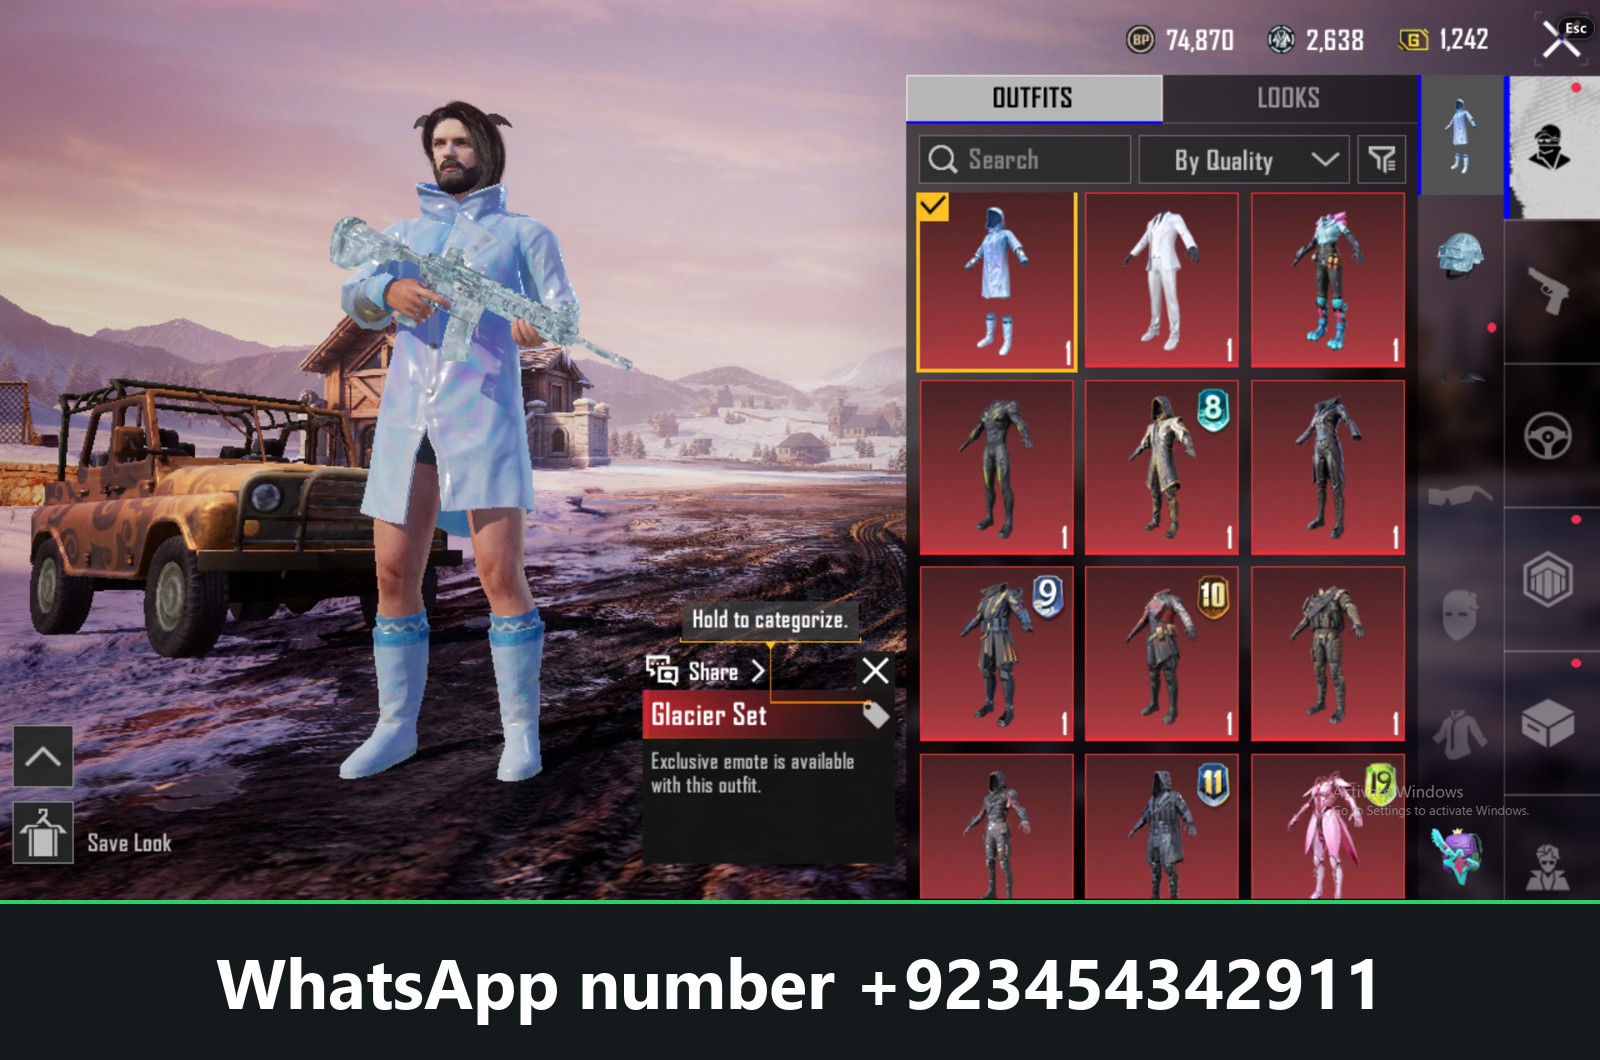 74,870
2,638
1,242
Esc
OUTFITS
LOOKS
Search
By Quality
1
1
1
8
1
1
1
9
10
1
1
1
11
19
Hold to categorize.
Share
Glacier Set
Exclusive emote is available
with this outfit.
Save Look
Activate Windows
Go to Settings to activate Windows.
WhatsApp number +923454342911